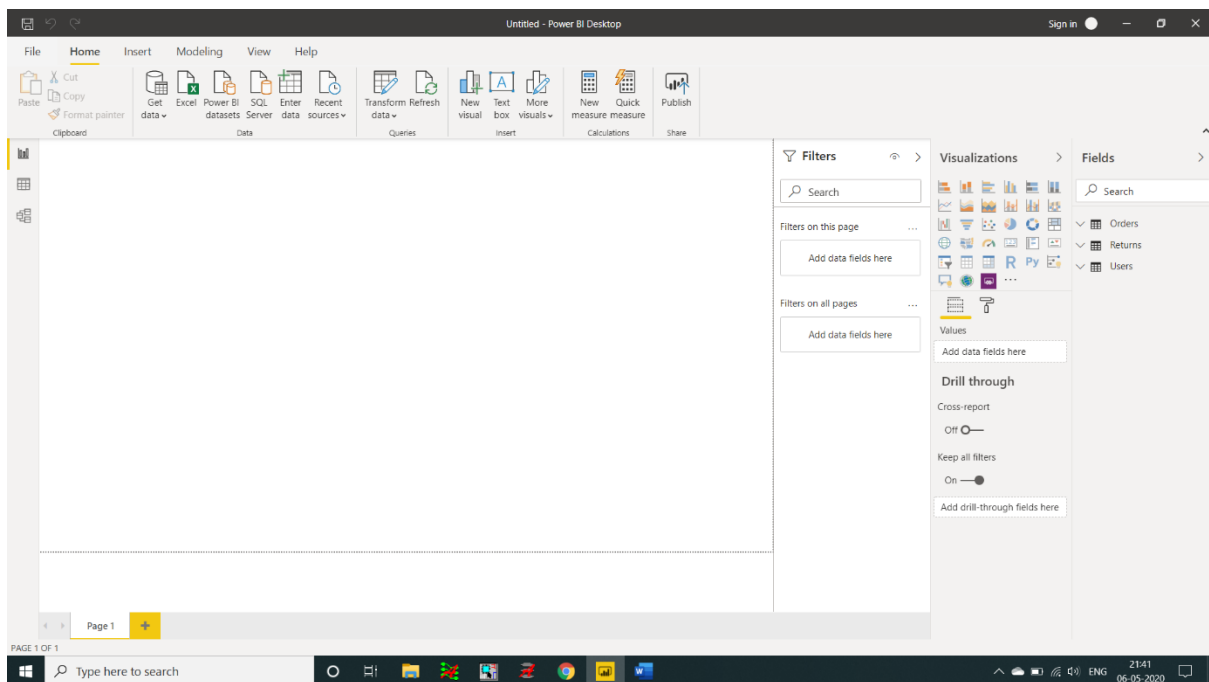 Untitled - Power BI Desktop
Sign in
File Home Insert Modeling View Help
Paste
Cut
Copy
Format painter
Clipboard
Get data
Excel
Power BI datasets
SQL Server
Enter data
Recent sources
Data
Transform data
Refresh
Queries
New visual
Text box
More visuals
Insert
New measure
Quick measure
Calculations
Publish
Share
Filters
Search
Filters on this page
...
Add data fields here
Filters on all pages
...
Add data fields here
Visualizations
R Py
...
Values
Add data fields here
Drill through
Cross-report
Off
Keep all filters
On
Add drill-through fields here
Fields
Search
Orders
Returns
Users
Page 1
PAGE 1 OF 1
Type here to search
ENG
21:41
06-05-2020